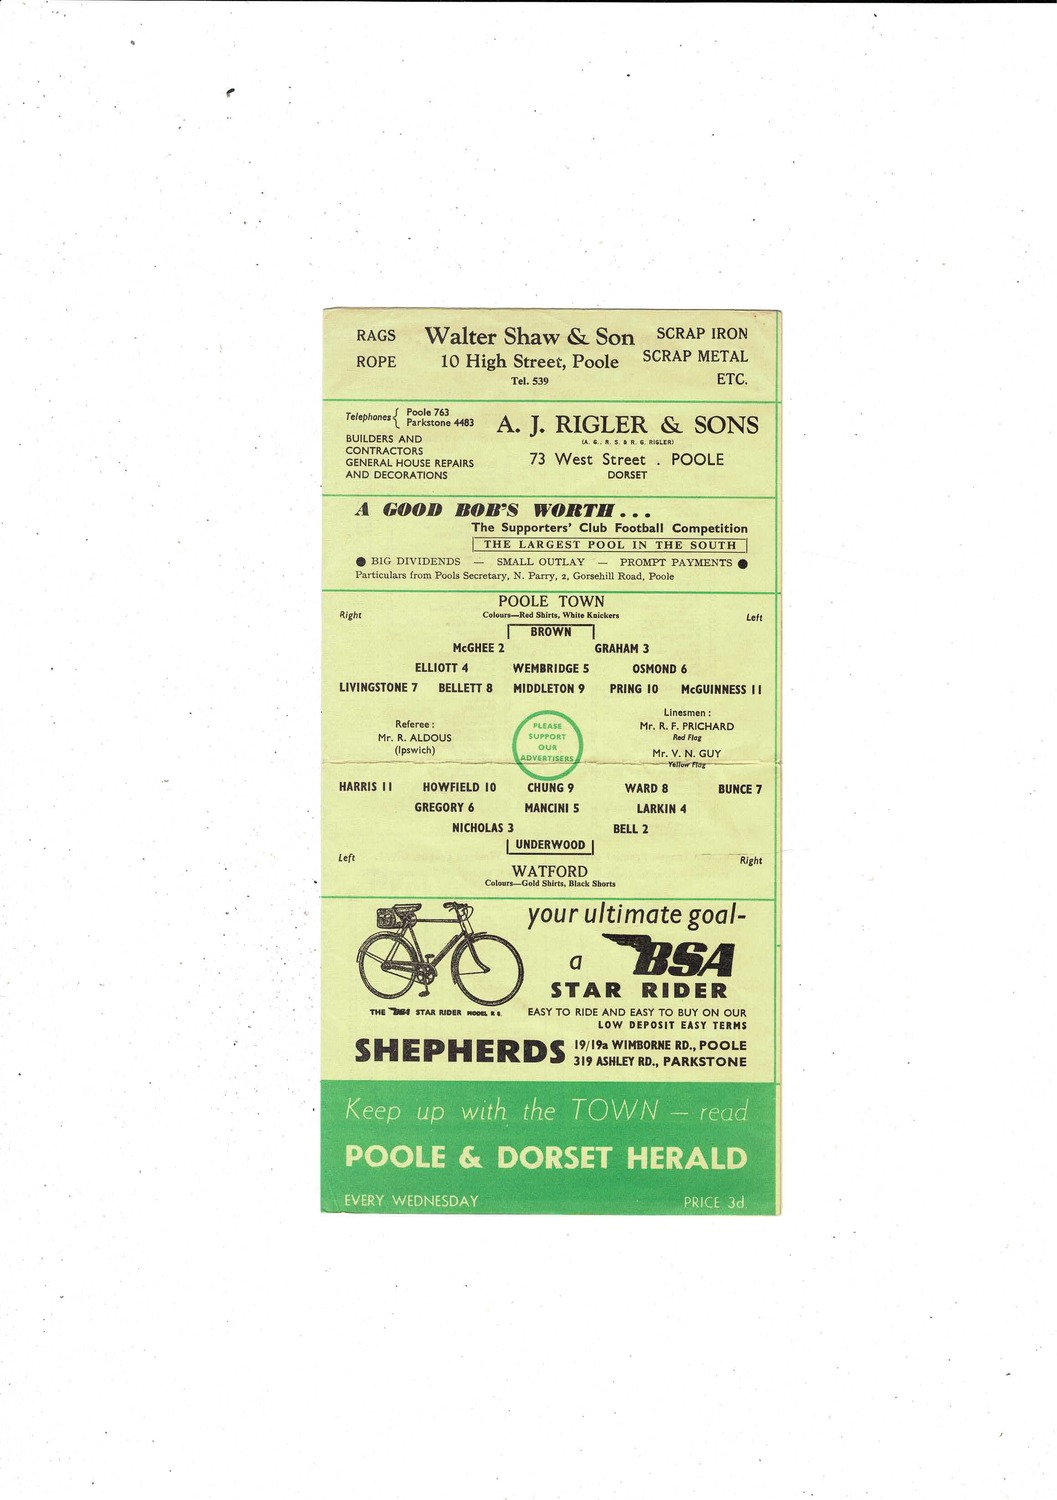 RAGS Walter Shaw & Son SCRAP IRON
ROPE 10 High Street, Poole SCRAP METAL
Tel. 539 ETC.
Telephones { Poole 763
Parkstone 4483
A. J. RIGLER & SONS
(A. G., R. S. & R. G. RIGLER)
BUILDERS AND
CONTRACTORS
GENERAL HOUSE REPAIRS
AND DECORATIONS
73 West Street . POOLE
DORSET
A GOOD BOB'S WORTH...
The Supporters' Club Football Competition
THE LARGEST POOL IN THE SOUTH
● BIG DIVIDENDS — SMALL OUTLAY — PROMPT PAYMENTS ●
Particulars from Pools Secretary, N. Parry, 2, Gorsehill Road, Poole
POOLE TOWN
Right Colours—Red Shirts, White Knickers Left
BROWN
McGHEE 2 GRAHAM 3
ELLIOTT 4 WEMBRIDGE 5 OSMOND 6
LIVINGSTONE 7 BELLETT 8 MIDDLETON 9 PRING 10 McGUINNESS 11
Referee :
Mr. R. ALDOUS
(Ipswich)
PLEASE
SUPPORT
OUR
ADVERTISERS
Linesmen :
Mr. R. F. PRICHARD
Red Flag
Mr. V. N. GUY
Yellow Flag
HARRIS 11 HOWFIELD 10 CHUNG 9 WARD 8 BUNCE 7
GREGORY 6 MANCINI 5 LARKIN 4
NICHOLAS 3 BELL 2
UNDERWOOD
Left Right
WATFORD
Colours—Gold Shirts, Black Shorts
your ultimate goal-
a BSA
STAR RIDER
THE BSA STAR RIDER MODEL
EASY TO RIDE AND EASY TO BUY ON OUR
LOW DEPOSIT EASY TERMS
SHEPHERDS 19/19a WIMBORNE RD., POOLE
319 ASHLEY RD., PARKSTONE
Keep up with the TOWN — read
POOLE & DORSET HERALD
EVERY WEDNESDAY PRICE 3d.